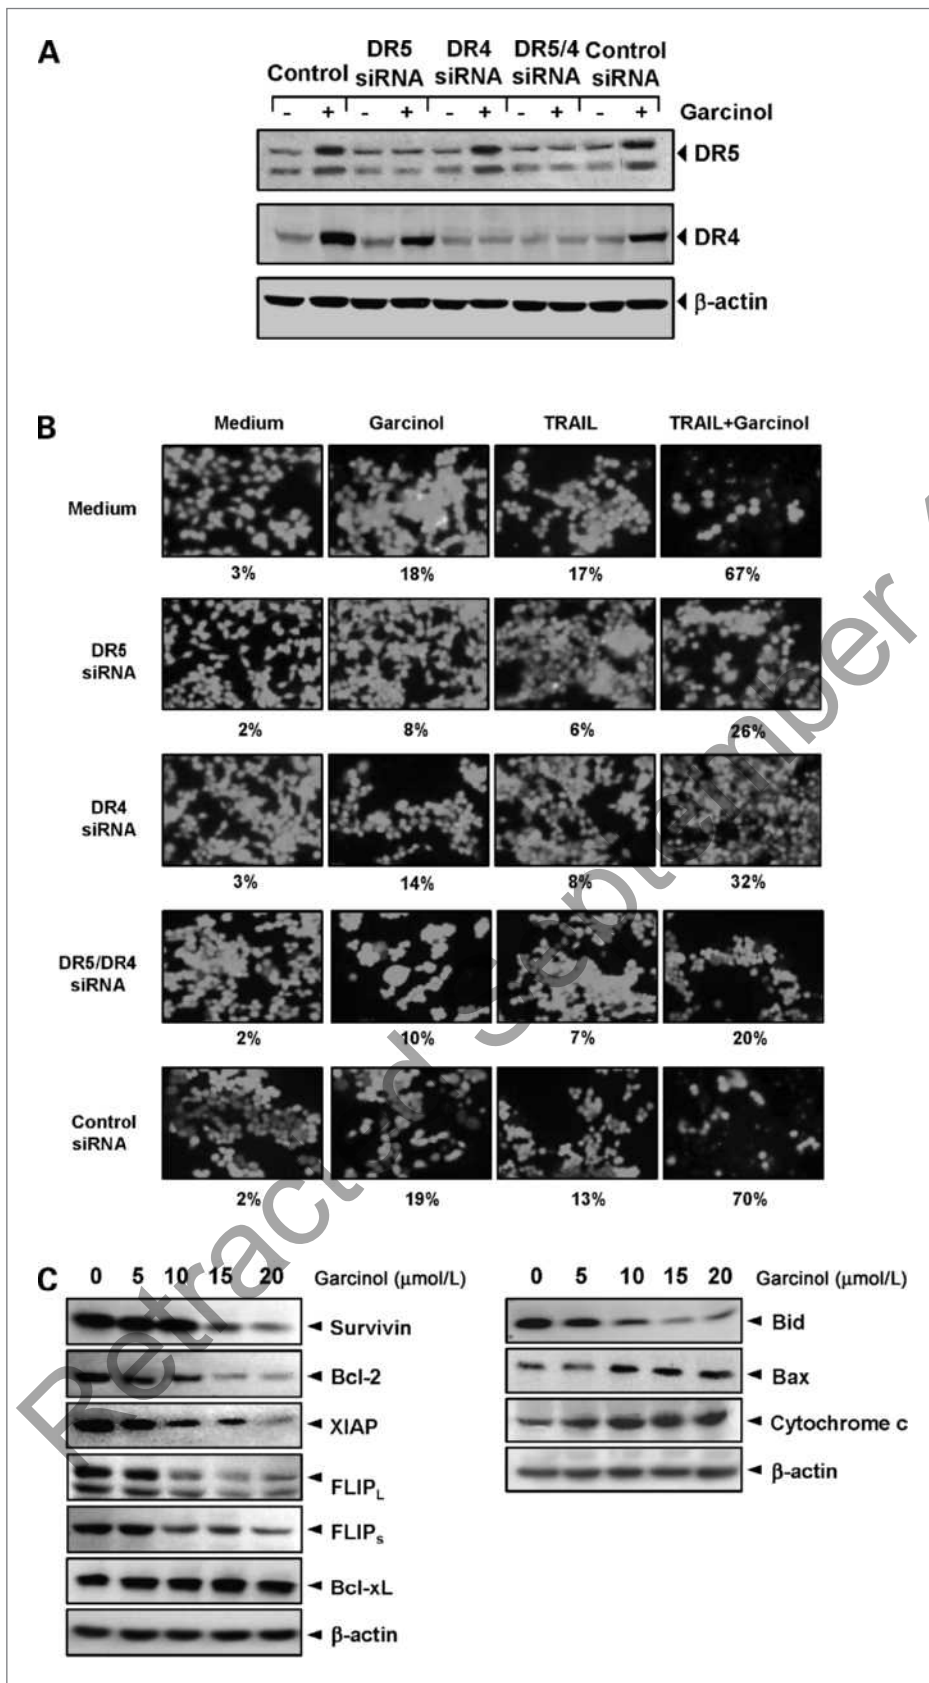 A
Control
DR5 siRNA
DR4 siRNA
DR5/4 siRNA
Control siRNA
- + - + - + - + - + Garcinol
DR5
DR4
β-actin
B
Medium Garcinol TRAIL TRAIL+Garcinol
Medium
3% 18% 17% 67%
DR5 siRNA
2% 8% 6% 26%
DR4 siRNA
3% 14% 8% 32%
DR5/DR4 siRNA
2% 10% 7% 20%
Control siRNA
2% 19% 13% 70%
C
0 5 10 15 20 Garcinol (μmol/L)
Survivin
Bcl-2
XIAP
FLIPL
FLIPs
Bcl-xL
β-actin
0 5 10 15 20 Garcinol (μmol/L)
Bid
Bax
Cytochrome c
β-actin
Retracted September